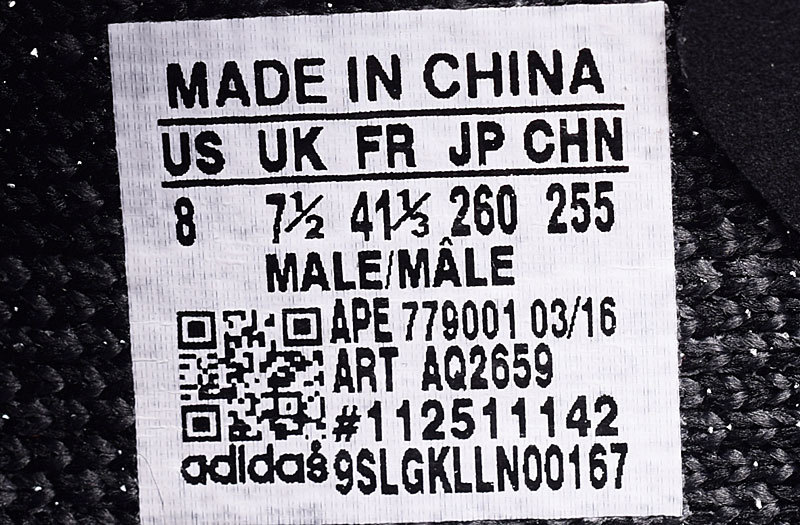 MADE IN CHINA
US UK FR JP CHN
8 7½ 41⅓ 260 255
MALE/MÂLE
APE 779001 03/16
ART AQ2659
#112511142
adidas 9SLGKLLN00167